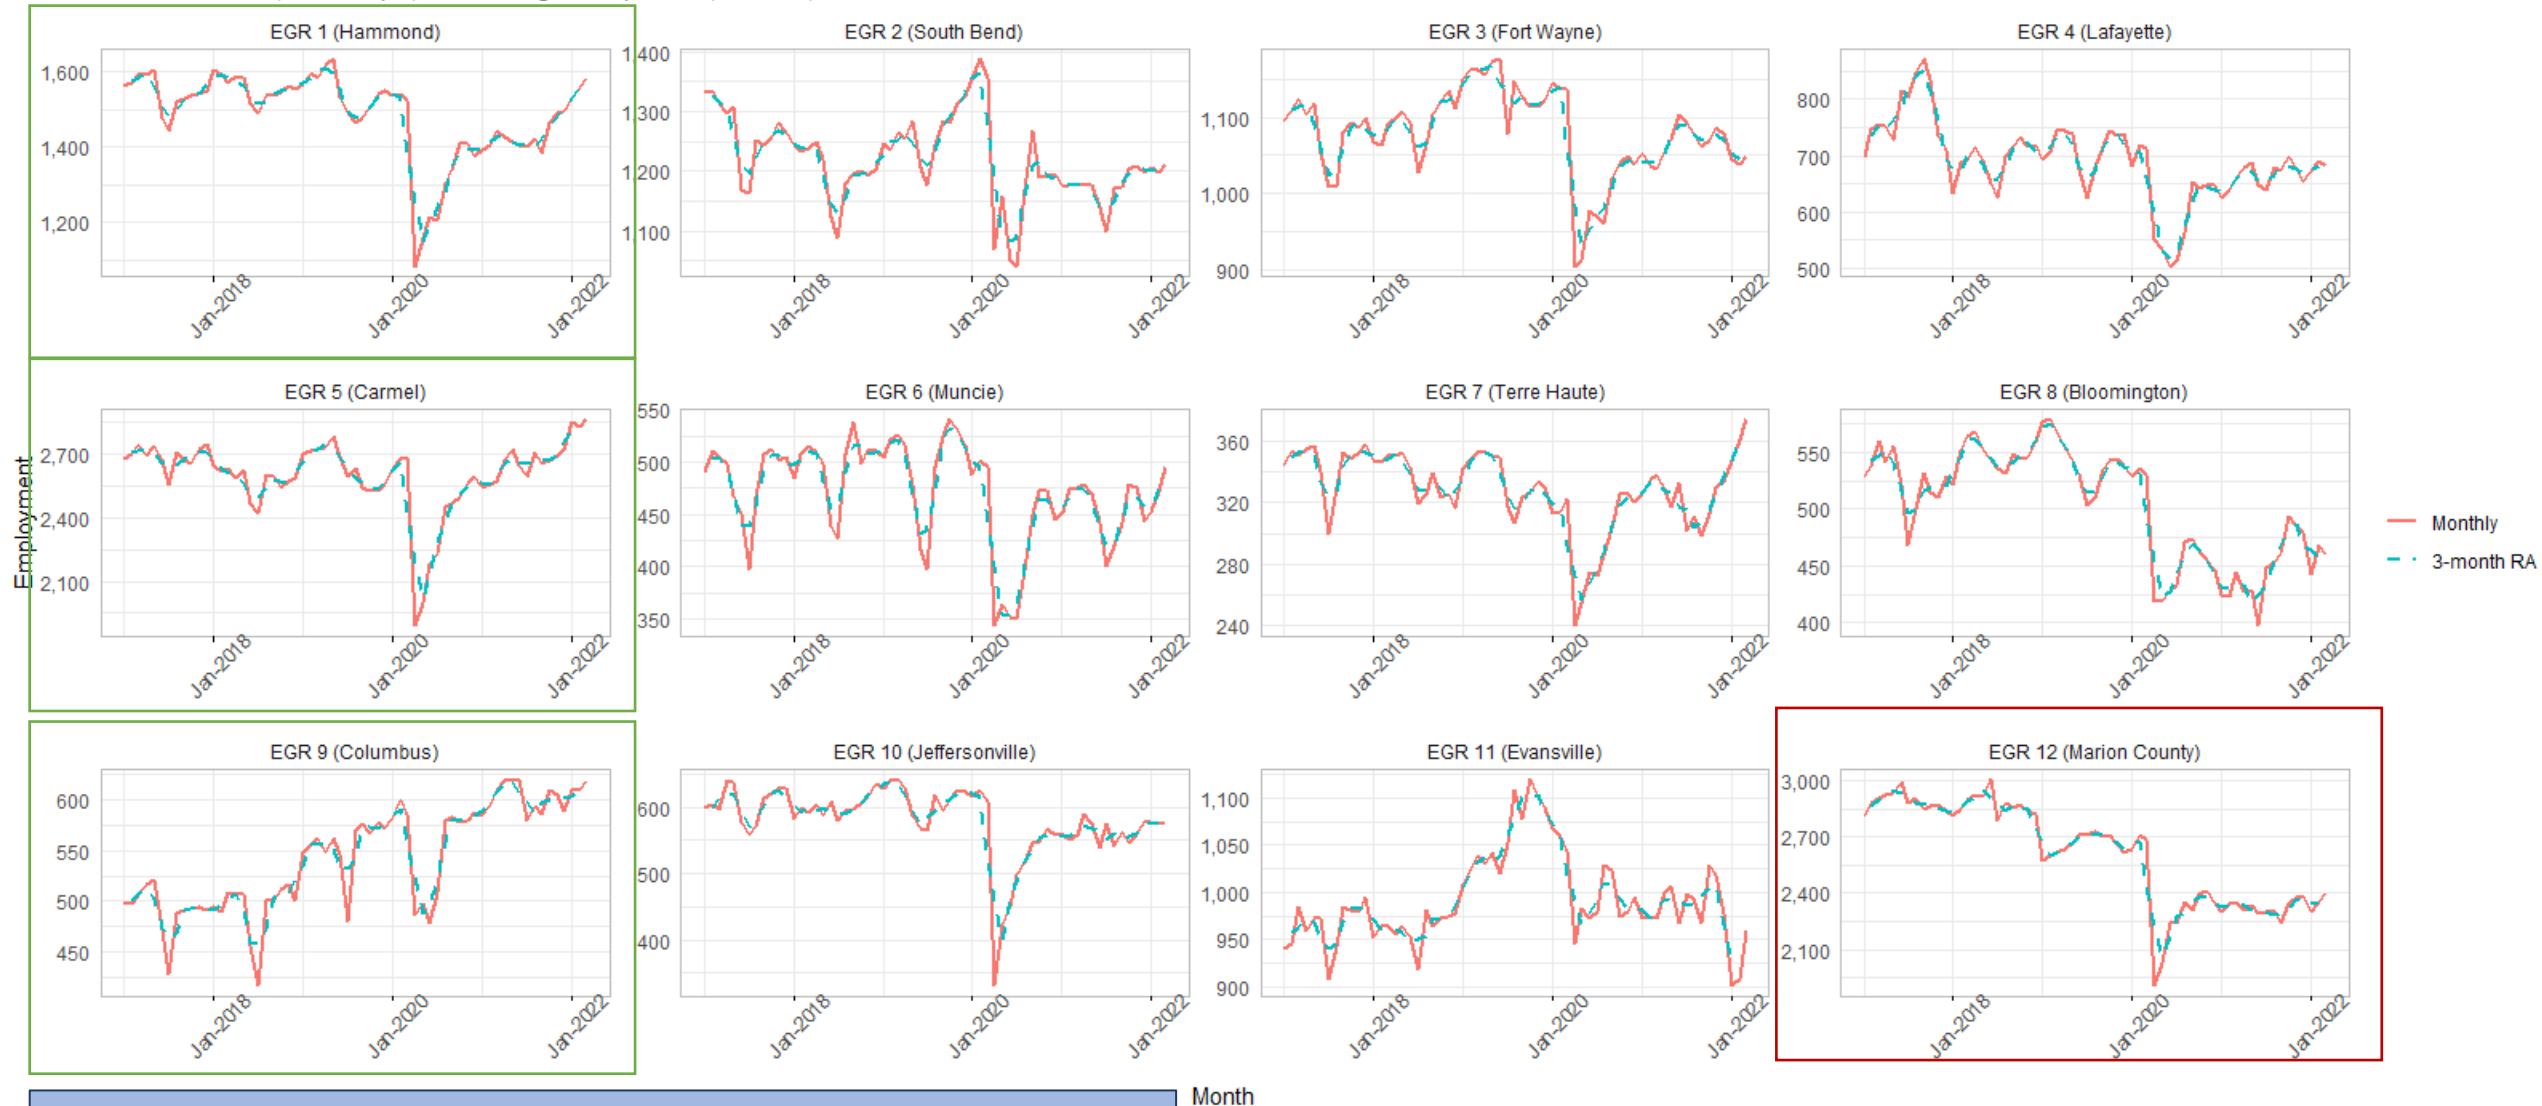 EGR 1 (Hammond)
1,600
1,400
1,200
Jan-2018
Jan-2020
Jan-2022
EGR 2 (South Bend)
1,400
1,300
1,200
1,100
Jan-2018
Jan-2020
Jan-2022
EGR 3 (Fort Wayne)
1,100
1,000
900
Jan-2018
Jan-2020
Jan-2022
EGR 4 (Lafayette)
800
700
600
500
Jan-2018
Jan-2020
Jan-2022
Employment
EGR 5 (Carmel)
2,700
2,400
2,100
Jan-2018
Jan-2020
Jan-2022
EGR 6 (Muncie)
550
500
450
400
350
Jan-2018
Jan-2020
Jan-2022
EGR 7 (Terre Haute)
360
320
280
240
Jan-2018
Jan-2020
Jan-2022
EGR 8 (Bloomington)
550
500
450
400
Jan-2018
Jan-2020
Jan-2022
Monthly
3-month RA
EGR 9 (Columbus)
600
550
500
450
Jan-2018
Jan-2020
Jan-2022
EGR 10 (Jeffersonville)
600
500
400
Jan-2018
Jan-2020
Jan-2022
EGR 11 (Evansville)
1,100
1,050
1,000
950
900
Jan-2018
Jan-2020
Jan-2022
EGR 12 (Marion County)
3,000
2,700
2,400
2,100
Jan-2018
Jan-2020
Jan-2022
Month